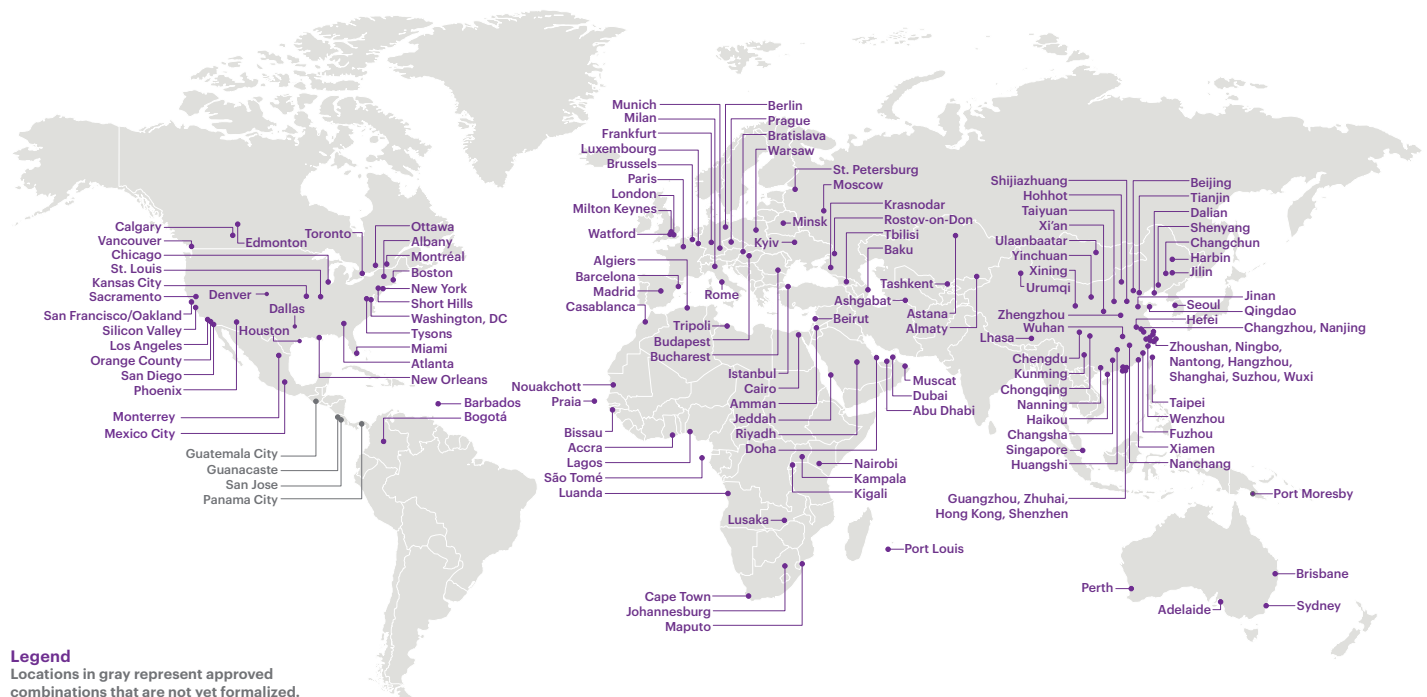 Calgary
Vancouver
Edmonton
Chicago
St. Louis
Kansas City
Sacramento
Denver
San Francisco/Oakland
Dallas
Silicon Valley
Houston
Los Angeles
Orange County
San Diego
Phoenix
Monterrey
Mexico City
Guatemala City
Guanacaste
San Jose
Panama City
Toronto
Ottawa
Albany
Montréal
Boston
New York
Short Hills
Washington, DC
Tysons
Miami
Atlanta
New Orleans
Barbados
Bogotá
Munich
Milan
Frankfurt
Luxembourg
Brussels
Paris
London
Milton Keynes
Watford
Berlin
Prague
Bratislava
Warsaw
St. Petersburg
Moscow
Minsk
Kyiv
Krasnodar
Rostov-on-Don
Tbilisi
Baku
Algiers
Barcelona
Madrid
Casablanca
Rome
Tripoli
Budapest
Bucharest
Tashkent
Ashgabat
Astana
Almaty
Beirut
Istanbul
Cairo
Amman
Jeddah
Riyadh
Doha
Muscat
Dubai
Abu Dhabi
Nouakchott
Praia
Bissau
Accra
Lagos
São Tomé
Luanda
Nairobi
Kampala
Kigali
Lusaka
Port Louis
Cape Town
Johannesburg
Maputo
Shijiazhuang
Hohhot
Taiyuan
Xi'an
Ulaanbaatar
Yinchuan
Xining
Urumqi
Zhengzhou
Wuhan
Lhasa
Chengdu
Kunming
Chongqing
Nanning
Haikou
Changsha
Singapore
Huangshi
Guangzhou, Zhuhai,
Hong Kong, Shenzhen
Beijing
Tianjin
Dalian
Shenyang
Changchun
Harbin
Jilin
Jinan
Seoul
Qingdao
Hefei
Changzhou, Nanjing
Zhoushan, Ningbo,
Nantong, Hangzhou,
Shanghai, Suzhou, Wuxi
Taipei
Wenzhou
Fuzhou
Xiamen
Nanchang
Port Moresby
Perth
Adelaide
Brisbane
Sydney
Legend
Locations in gray represent approved
combinations that are not yet formalized.